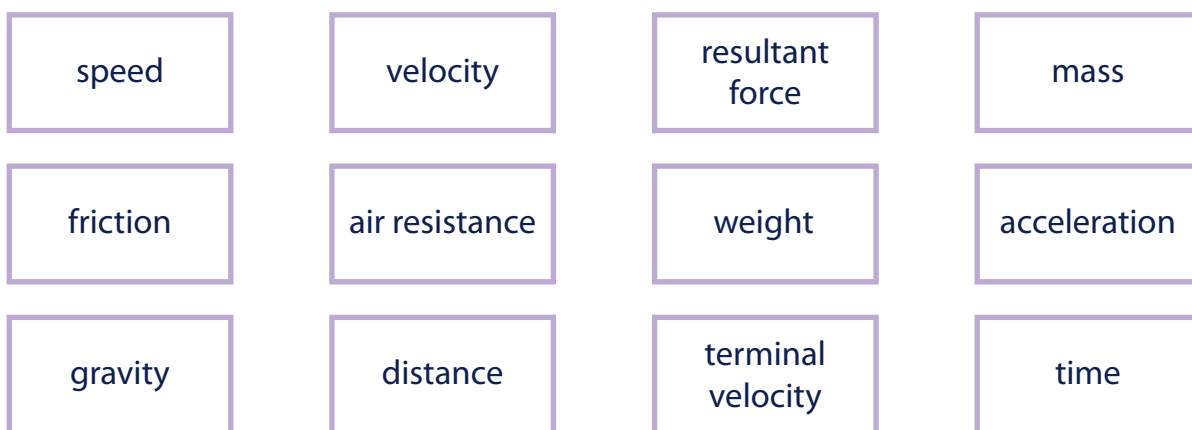 speed
velocity
resultant
force
mass
friction
air resistance
weight
acceleration
gravity
distance
terminal
velocity
time